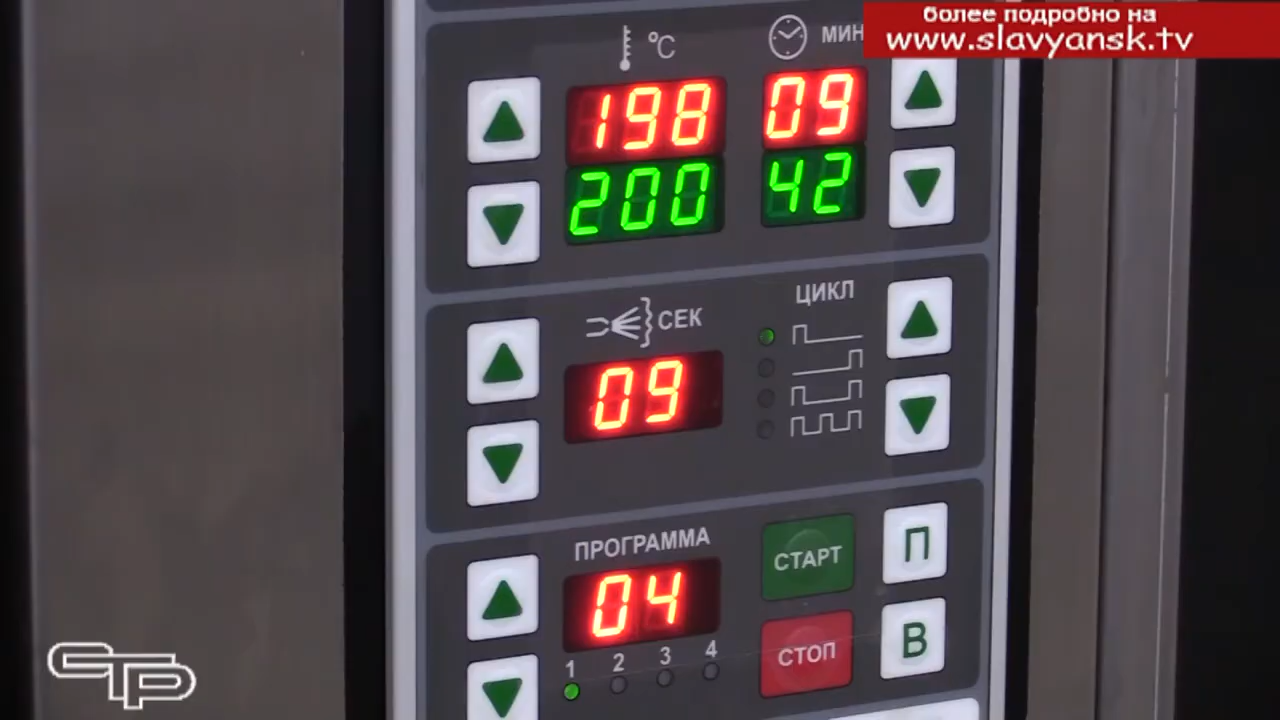 более подробно на
www.slavyansk.tv
°C
МИН
198 09
200 42
СЕК
ЦИКЛ
09
ПРОГРАММА
04
СТАРТ
П
СТОП
В
1 2 3 4
СТР